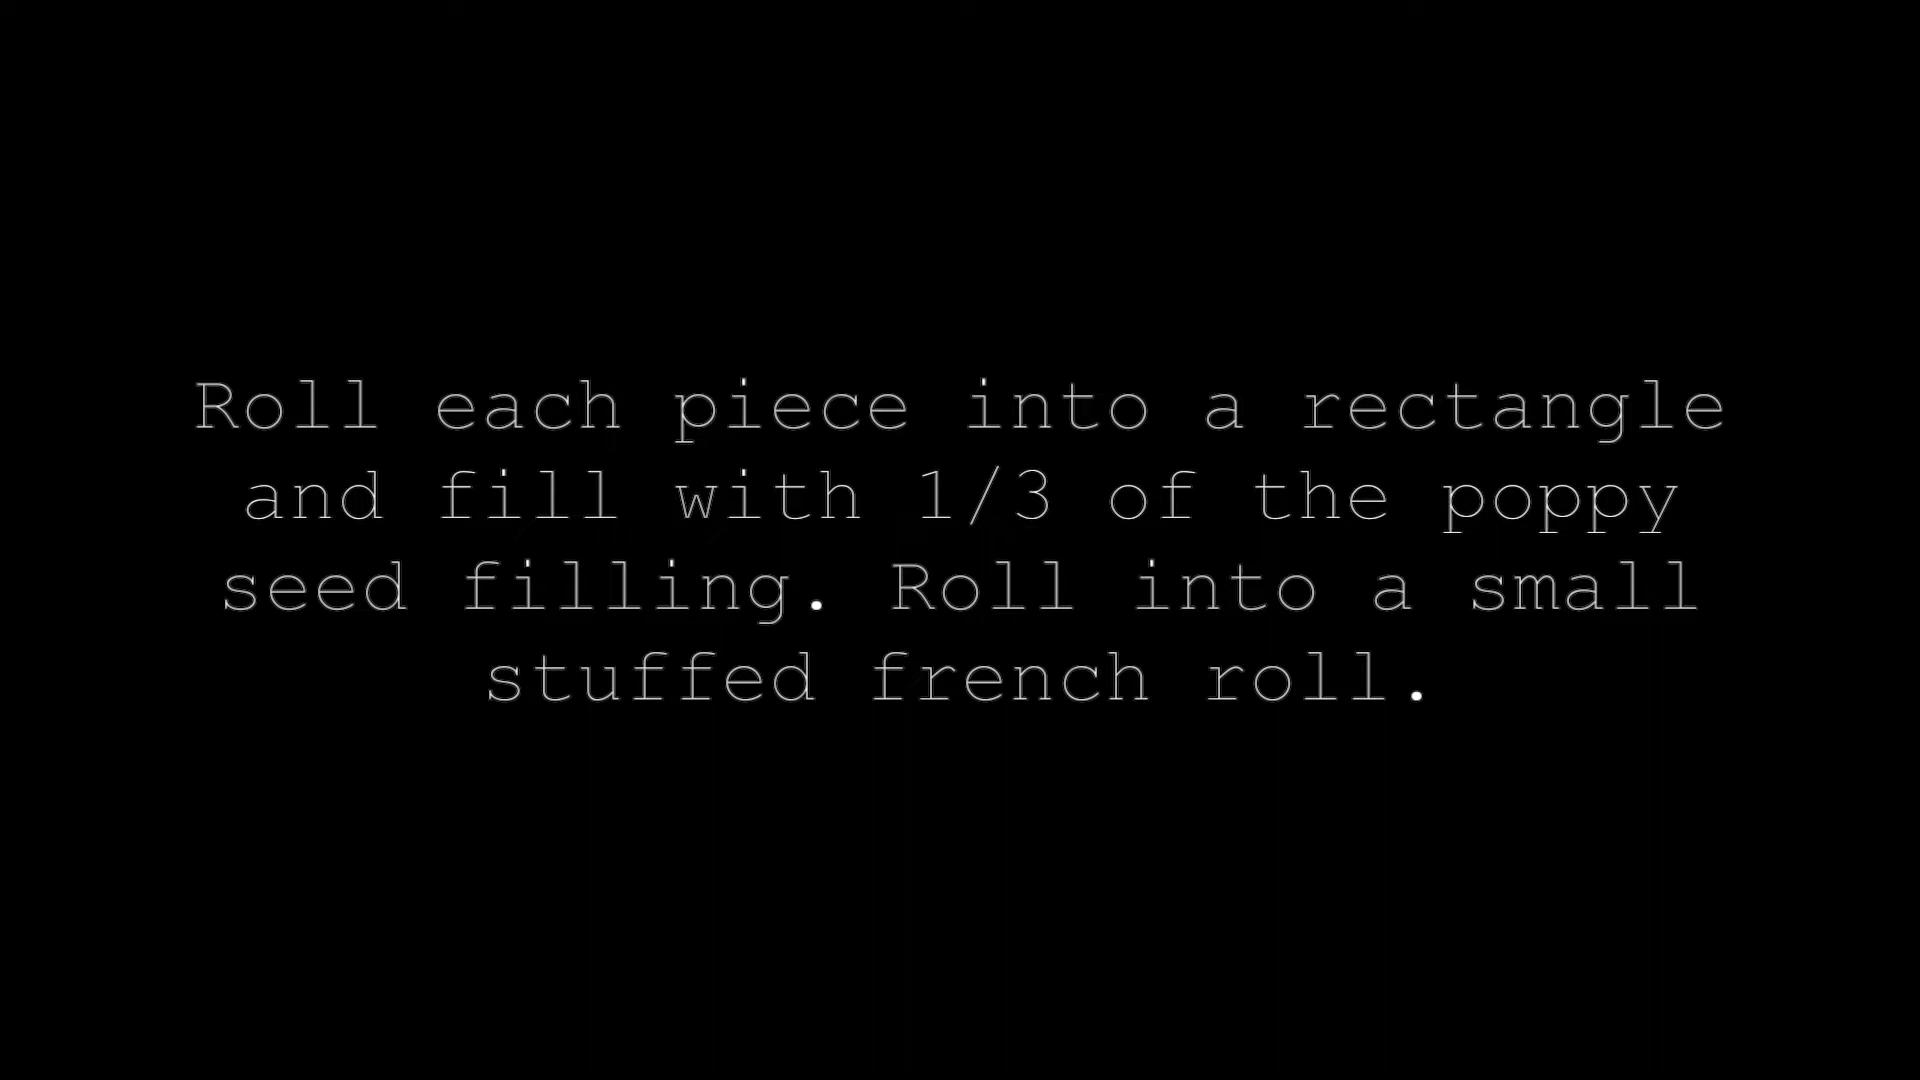 Roll each piece into a rectangle
and fill with 1/3 of the poppy
seed filling. Roll into a small
stuffed french roll.